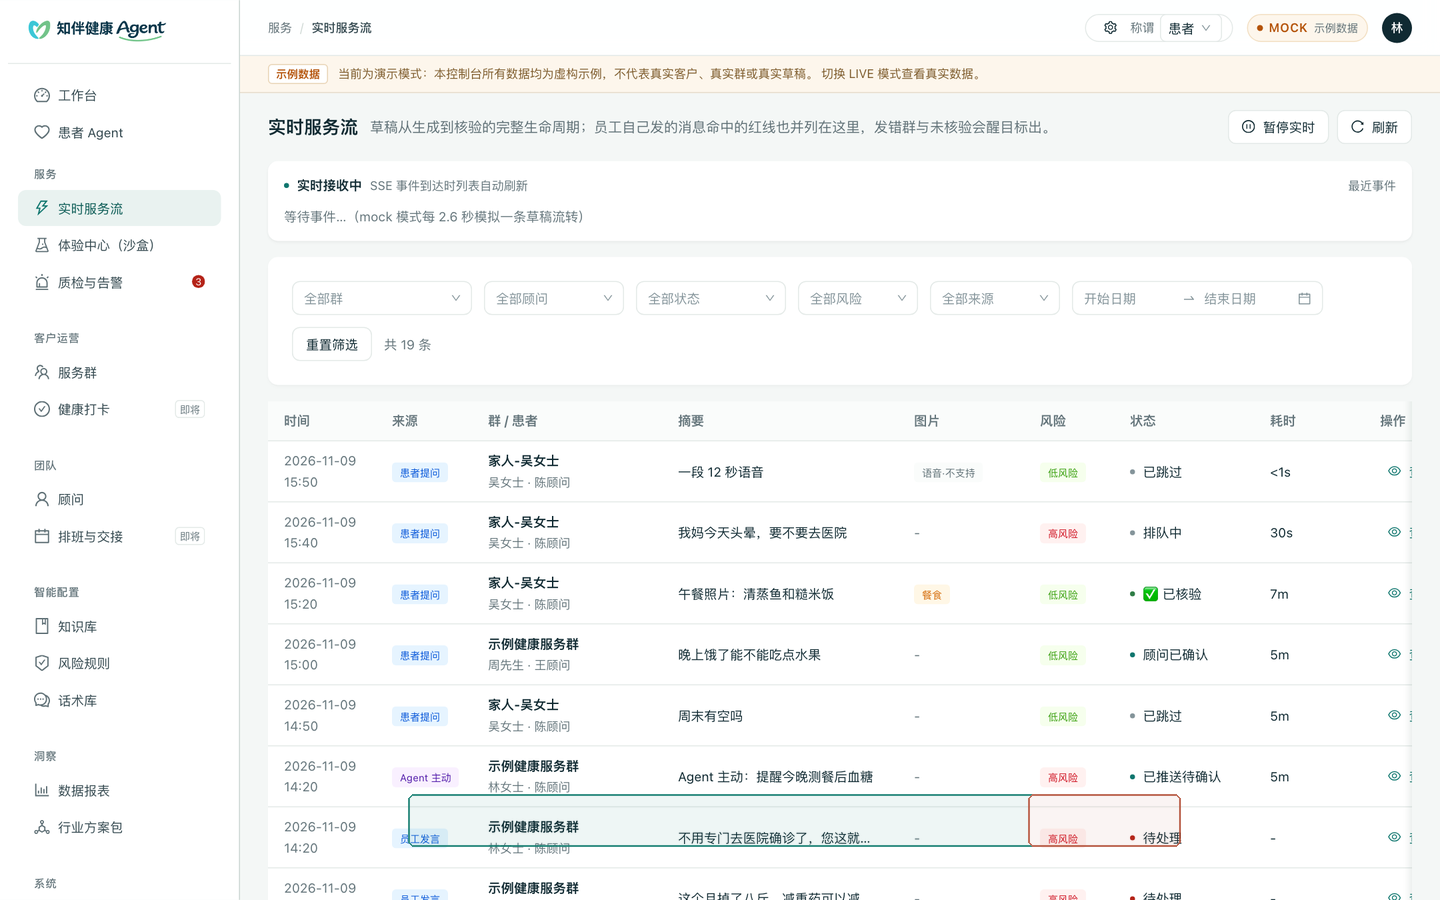 知伴健康 Agent
工作台
患者 Agent
服务
实时服务流
体验中心（沙盒）
质检与告警 3
客户运营
服务群
健康打卡 即将
团队
顾问
排班与交接 即将
智能配置
知识库
风险规则
话术库
洞察
数据报表
行业方案包
系统
服务 / 实时服务流
称谓 患者
MOCK 示例数据
林
示例数据 当前为演示模式：本控制台所有数据均为虚构示例，不代表真实客户、真实群或真实草稿。 切换 LIVE 模式查看真实数据。
实时服务流 草稿从生成到核验的完整生命周期；员工自己发的消息命中的红线也并列在这里，发错群与未核验会醒目标出。
暂停实时 刷新
实时接收中 SSE 事件到达时列表自动刷新 最近事件
等待事件...（mock 模式每 2.6 秒模拟一条草稿流转）
全部群 全部顾问 全部状态 全部风险 全部来源 开始日期 → 结束日期
重置筛选 共 19 条
时间 来源 群 / 患者 摘要 图片 风险 状态 耗时 操作
2026-11-09 15:50 患者提问 家人-吴女士 吴女士 · 陈顾问 一段 12 秒语音 语音·不支持 低风险 已跳过 <1s
2026-11-09 15:40 患者提问 家人-吴女士 吴女士 · 陈顾问 我妈今天头晕，要不要去医院 - 高风险 排队中 30s
2026-11-09 15:20 患者提问 家人-吴女士 吴女士 · 陈顾问 午餐照片：清蒸鱼和糙米饭 餐食 低风险 ✅ 已核验 7m
2026-11-09 15:00 患者提问 示例健康服务群 周先生 · 王顾问 晚上饿了能不能吃点水果 - 低风险 顾问已确认 5m
2026-11-09 14:50 患者提问 家人-吴女士 吴女士 · 陈顾问 周末有空吗 - 低风险 已跳过 5m
2026-11-09 14:20 Agent 主动 示例健康服务群 林女士 · 陈顾问 Agent 主动：提醒今晚测餐后血糖 - 高风险 已推送待确认 5m
2026-11-09 14:20 员工发言 示例健康服务群 林女士 · 陈顾问 不用专门去医院确诊了，您这就... - 高风险 待处理 -
2026-11-09 员工发言 示例健康服务群 这个月掉了八斤，减重药可以减 高风险 待处理